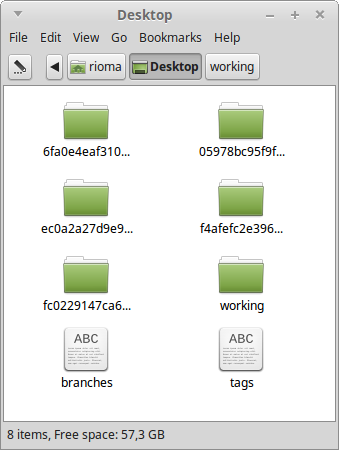 Desktop
File Edit View Go Bookmarks Help
rioma Desktop working
6fa0e4eaf310... 05978bc95f9f...
ec0a2a27d9e9... f4afefc2e396...
fc0229147ca6... working
ABC ABC
branches tags
8 items, Free space: 57,3 GB